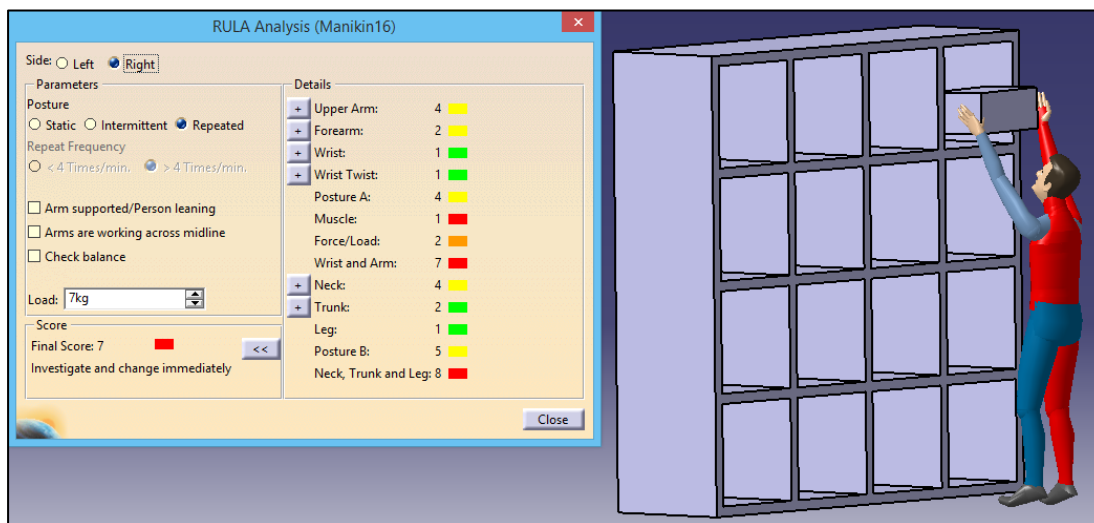 RULA Analysis (Manikin16)
Side: Left Right
Parameters
Posture
Static Intermittent Repeated
Repeat Frequency
< 4 Times/min. > 4 Times/min.
Arm supported/Person leaning
Arms are working across midline
Check balance
Load: 7kg
Score
Final Score: 7
<<
Investigate and change immediately
Details
+ Upper Arm: 4
+ Forearm: 2
+ Wrist: 1
+ Wrist Twist: 1
Posture A: 4
Muscle: 1
Force/Load: 2
Wrist and Arm: 7
+ Neck: 4
+ Trunk: 2
Leg: 1
Posture B: 5
Neck, Trunk and Leg: 8
Close